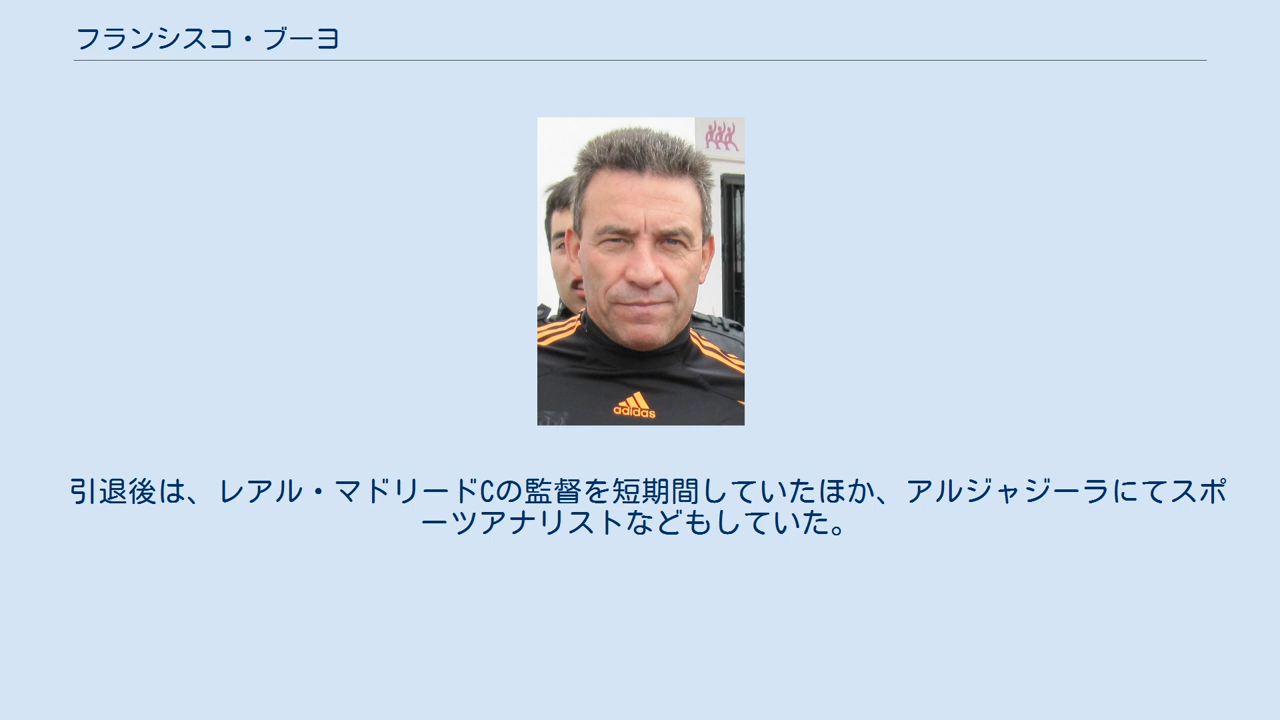 フランシスコ・ブーヨ
adidas
引退後は、レアル・マドリードCの監督を短期間していたほか、アルジャジーラにてスポ
ーツアナリストなどもしていた。